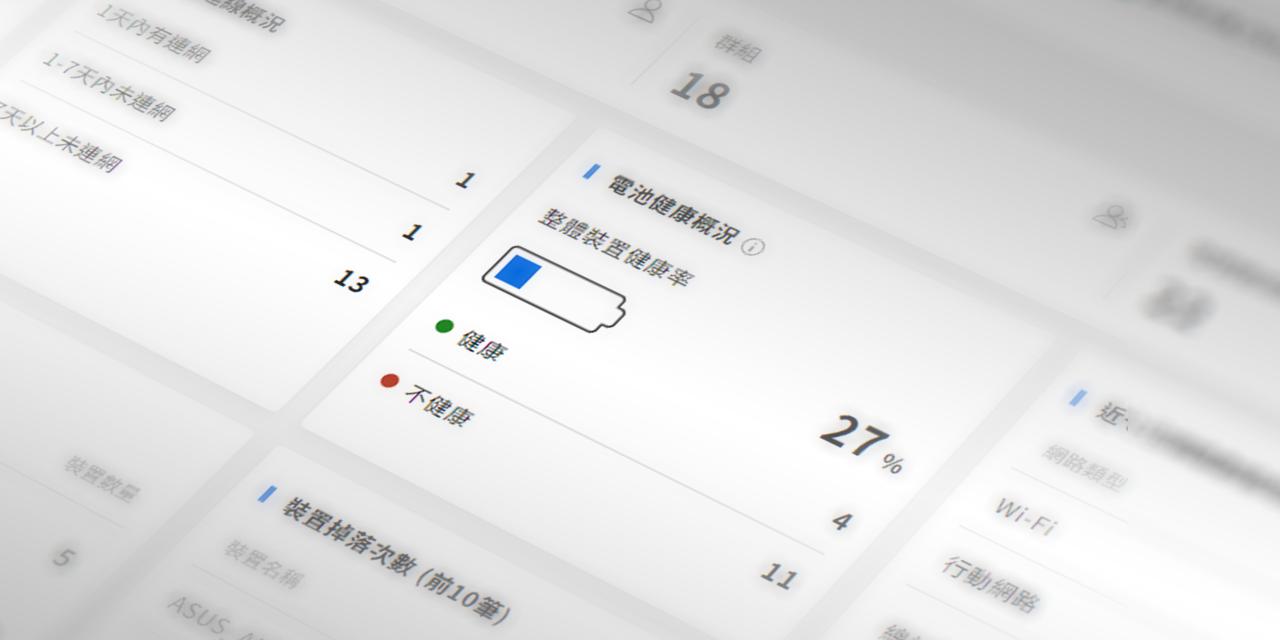 連線概況
1天內有連網
1
1-7天內未連網
1
7天以上未連網
13
群組
18
電池健康概況
整體裝置健康率
27%
健康
4
不健康
11
裝置數量
5
裝置掉落次數 (前10筆)
裝置名稱
ASUS
近
網路類型
Wi-Fi
行動網路